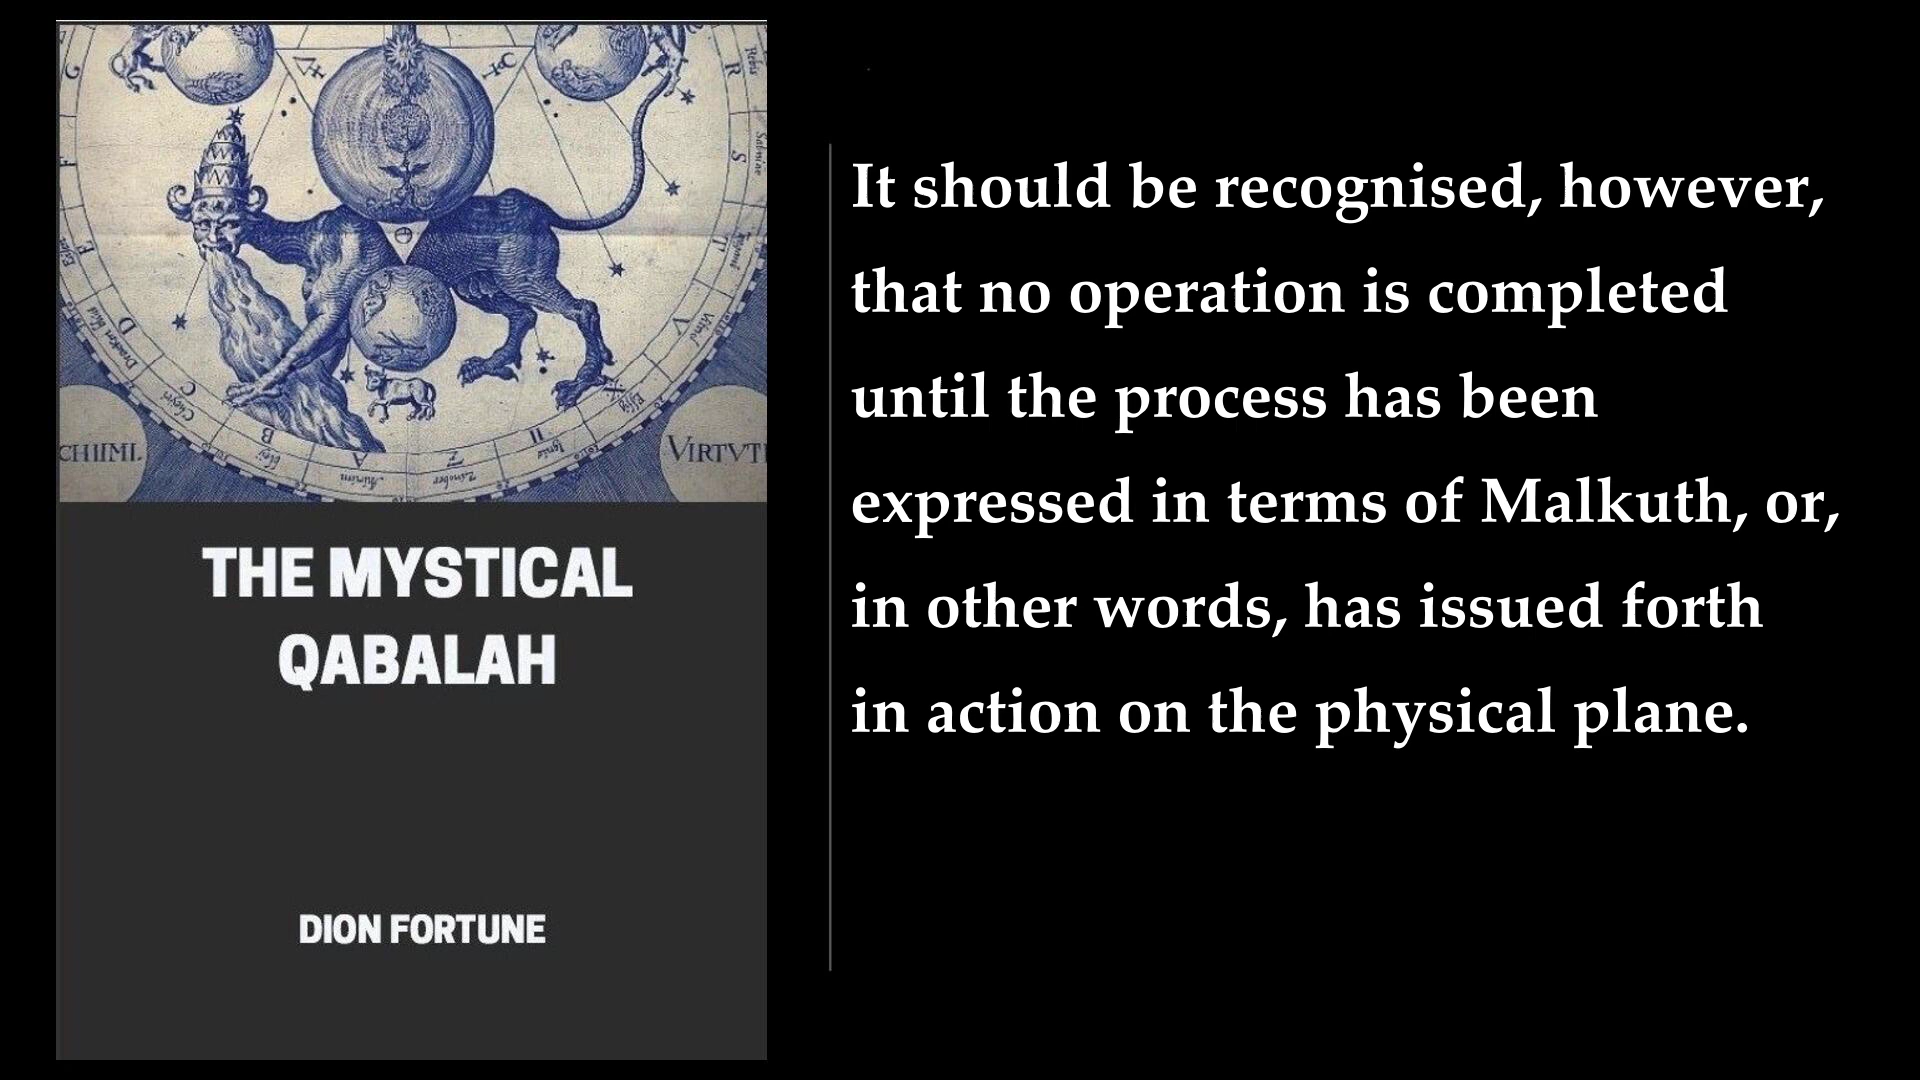 CHIIMI.
VIRTVTI
THE MYSTICAL
QABALAH
DION FORTUNE
It should be recognised, however,
that no operation is completed
until the process has been
expressed in terms of Malkuth, or,
in other words, has issued forth
in action on the physical plane.